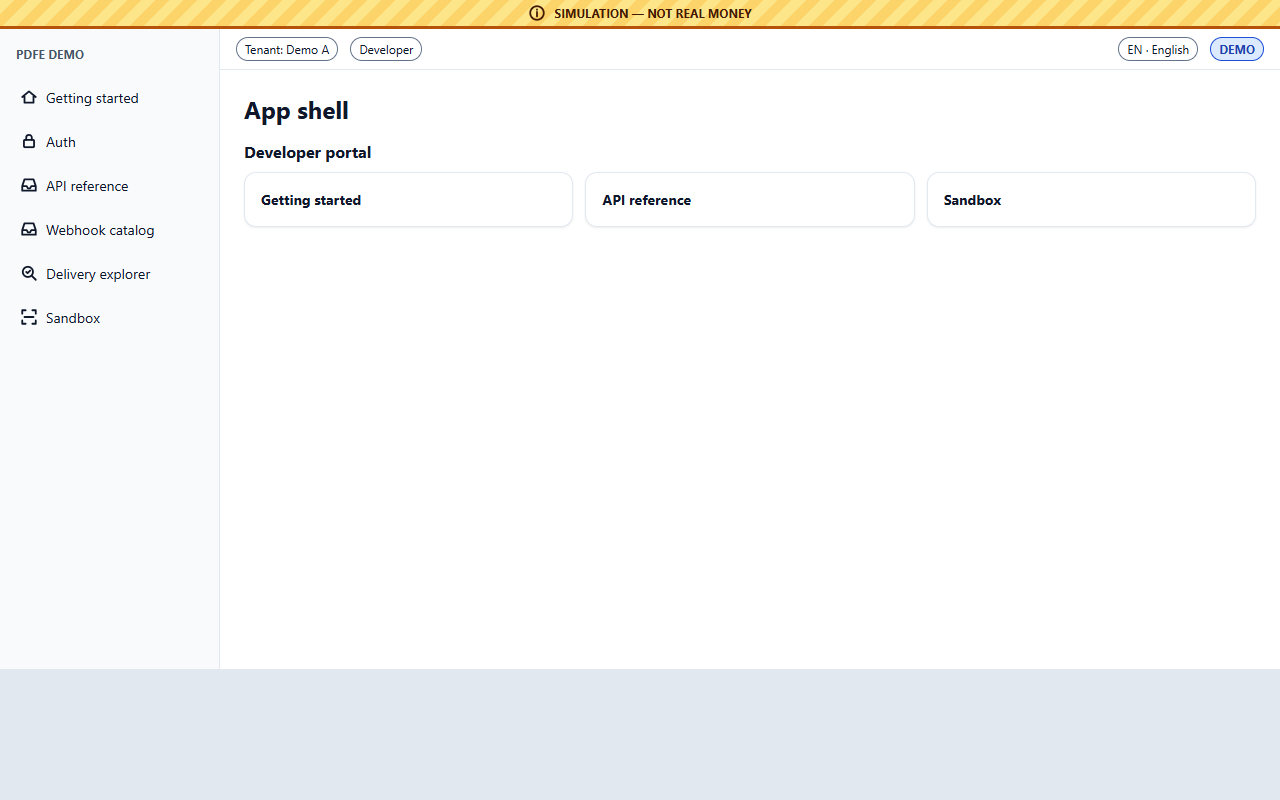 SIMULATION — NOT REAL MONEY
PDFE DEMO
Tenant: Demo A
Developer
EN · English
DEMO
Getting started
Auth
API reference
Webhook catalog
Delivery explorer
Sandbox
App shell
Developer portal
Getting started
API reference
Sandbox